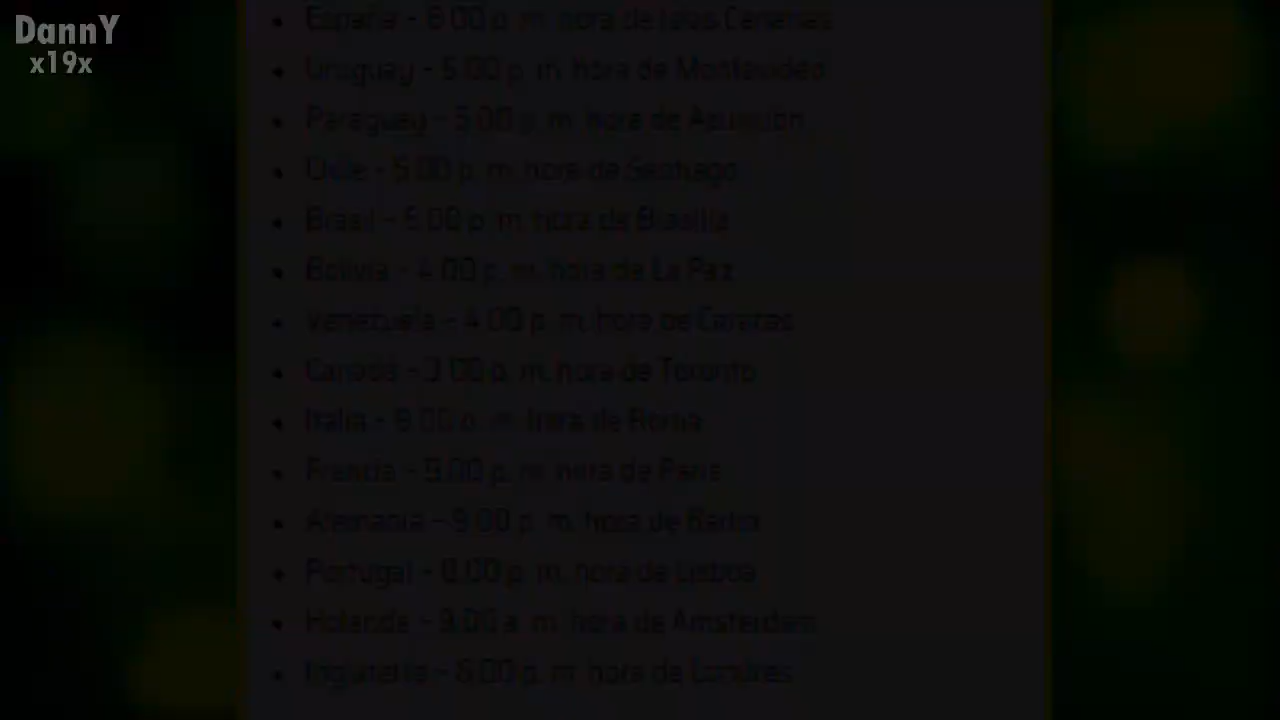 DannY
x19x
España - 8:00 p. m. hora de Islas Canarias
Uruguay - 5:00 p. m. hora de Montevideo
Paraguay - 5:00 p. m. hora de Asunción
Chile - 5:00 p. m. hora de Santiago
Brasil - 5:00 p. m. hora de Brasilia
Bolivia - 4:00 p. m. hora de La Paz
Venezuela - 4:00 p. m. hora de Caracas
Canadá - 3:00 p. m. hora de Toronto
Italia - 9:00 p. m. hora de Roma
Francia - 9:00 p. m. hora de Paris
Alemania - 9:00 p. m. hora de Berlín
Portugal - 8:00 p. m. hora de Lisboa
Holanda - 9:00 a. m. hora de Amsterdam
Inglaterra - 8:00 p. m. hora de Londres